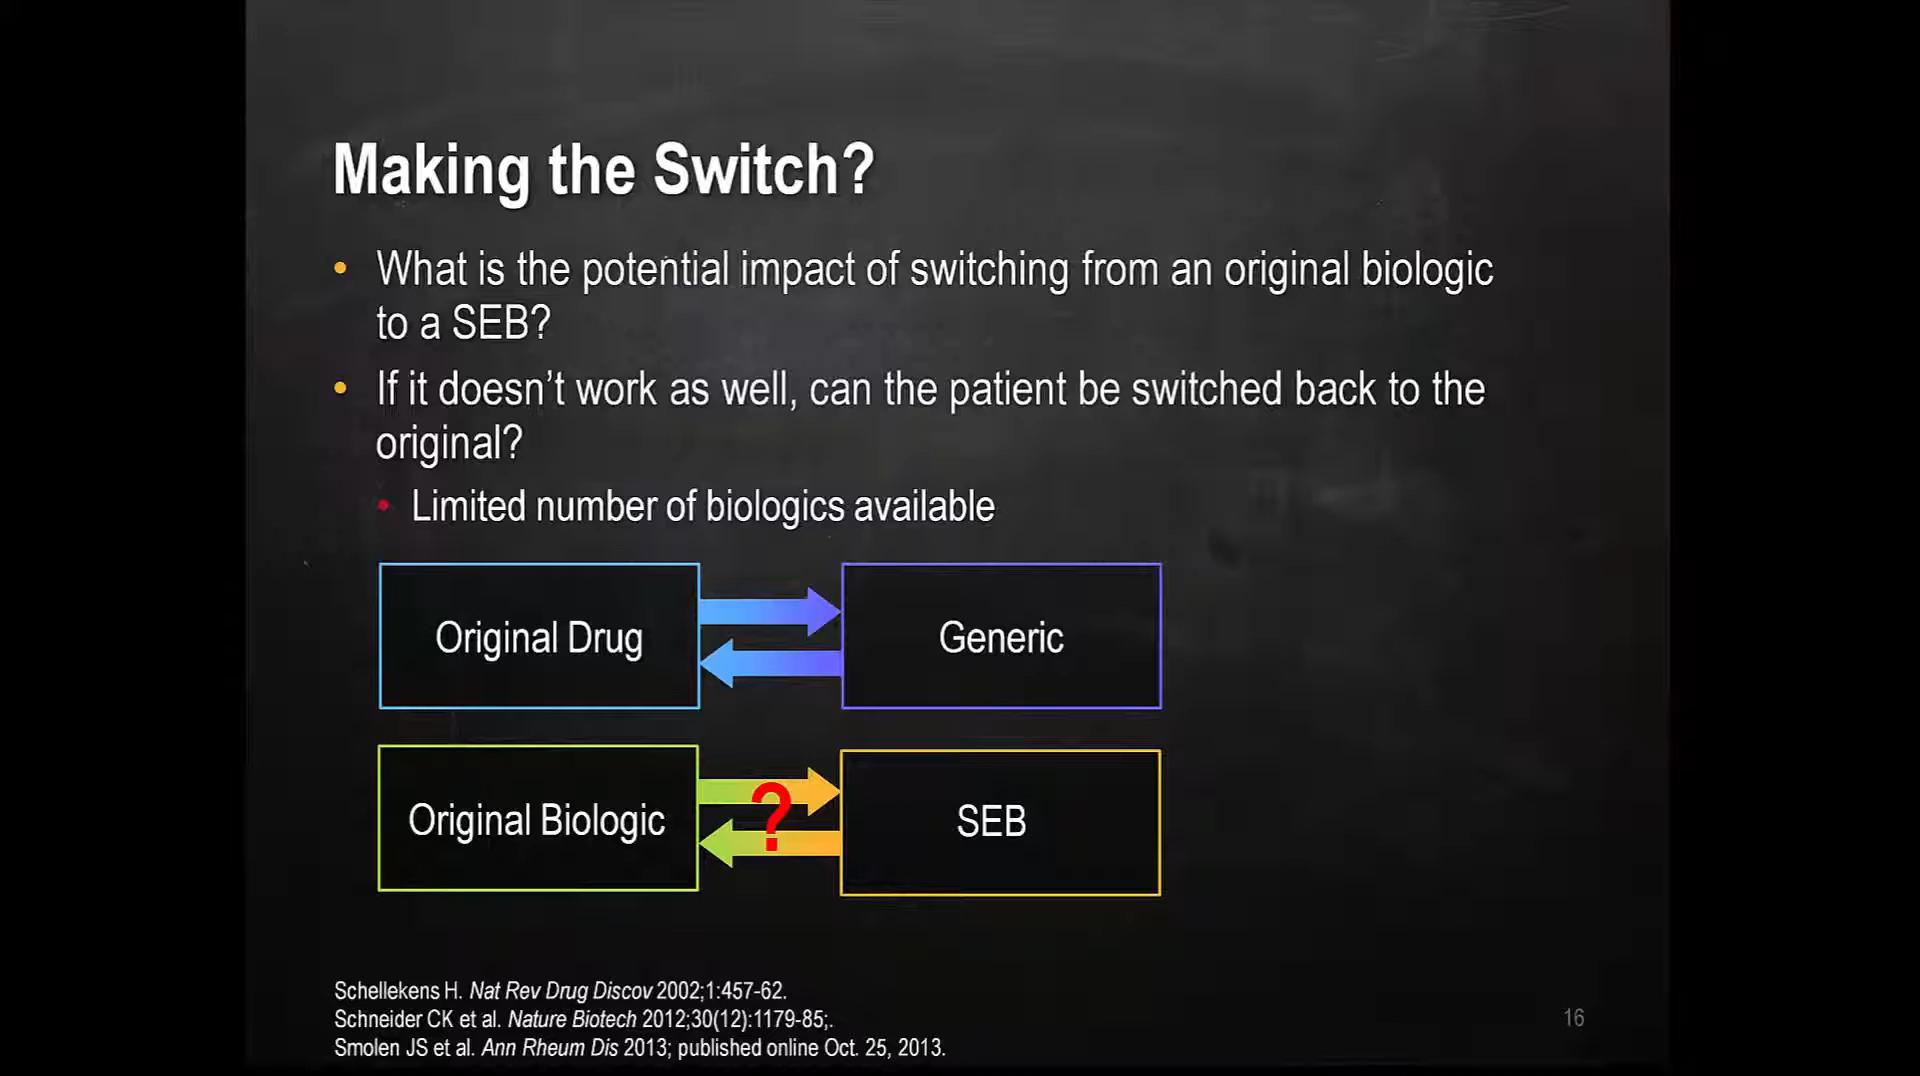 Making the Switch?
• What is the potential impact of switching from an original biologic
to a SEB?
• If it doesn’t work as well, can the patient be switched back to the
original?
• Limited number of biologics available
Original Drug
Generic
Original Biologic
?
SEB
Schellekens H. Nat Rev Drug Discov 2002;1:457-62.
Schneider CK et al. Nature Biotech 2012;30(12):1179-85;.
Smolen JS et al. Ann Rheum Dis 2013; published online Oct. 25, 2013.
16